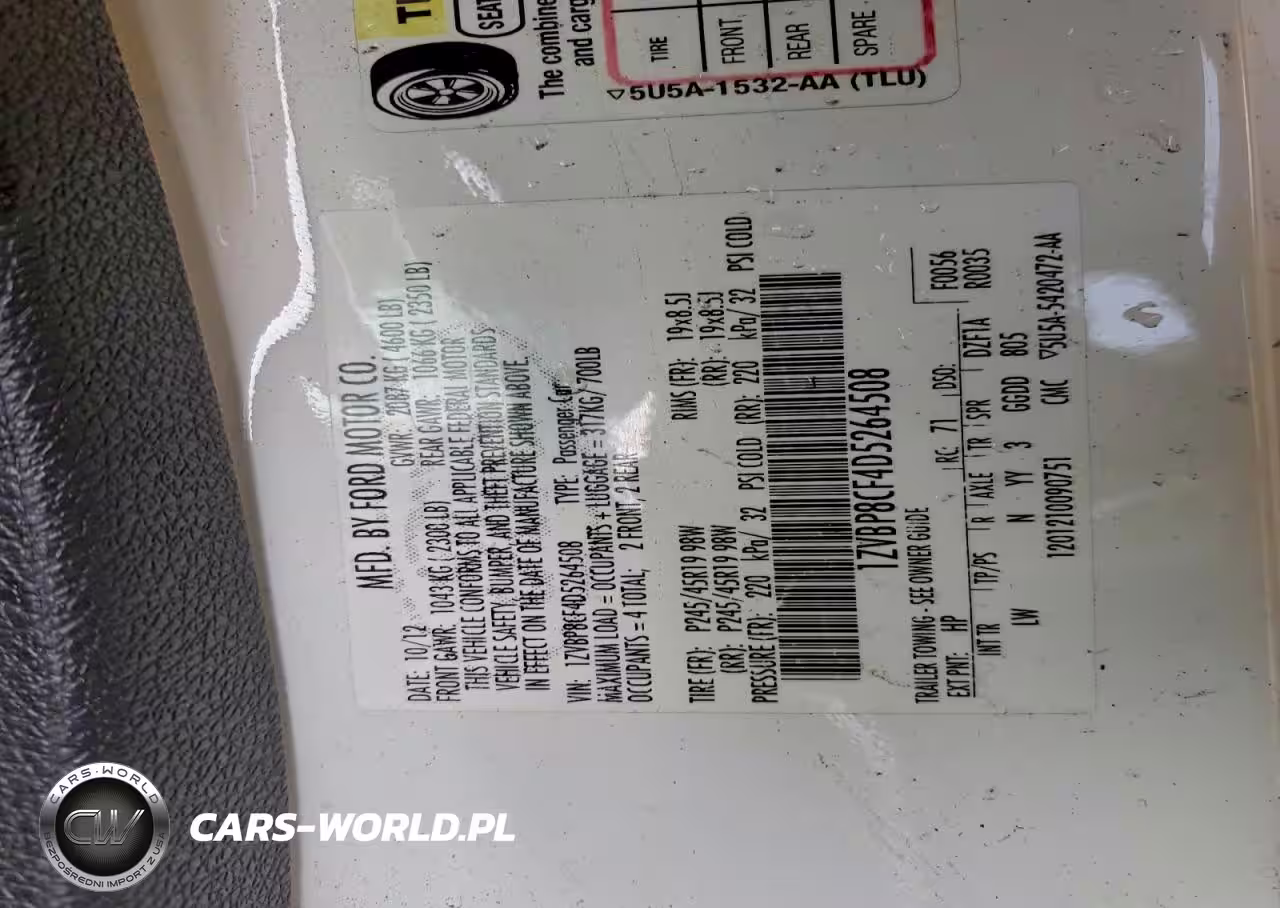 SEAT
The combine
and carg
TIRE
FRONT
REAR
SPARE
5U5A-1532-AA (TLU)
MFD. BY FORD MOTOR CO.
DATE: 10/12 GVWR: 2087 KG ( 4600 LB)
FRONT GAWR: 1043 KG ( 2300 LB) REAR GAWR: 1066 KG ( 2350 LB)
THIS VEHICLE CONFORMS TO ALL APPLICABLE FEDERAL MOTOR
VEHICLE SAFETY, BUMPER, AND THEFT PREVENTION STANDARDS
IN EFFECT ON THE DATE OF MANUFACTURE SHOWN ABOVE.
VIN: 1ZVBP8CF4D5264508 TYPE: Passenger Car
MAXIMUM LOAD = OCCUPANTS + LUGGAGE = 317KG/ 700LB
OCCUPANTS = 4 TOTAL; 2 FRONT, 2 REAR
TIRE (FR): P245/45R19 98W RIMS (FR): 19x8.5J
(RR): P245/45R19 98W (RR): 19x8.5J
PRESSURE (FR): 220 kPa/ 32 PSI COLD (RR): 220 kPa/ 32 PSI COLD
1ZVBP8CF4D5264508
TRAILER TOWING - SEE OWNER GUIDE
EXT PNT: HP RC: 71 DSO: F0056
R0035
INT TR TP/PS R AXLE TR SPR DZF1A
LW N YY 3 GGDD 805
1201210090751 CMC ▽5U5A-5420472-AA
CARS-WORLD
CW
BEZPOŚREDNI IMPORT Z USA
CARS-WORLD.PL